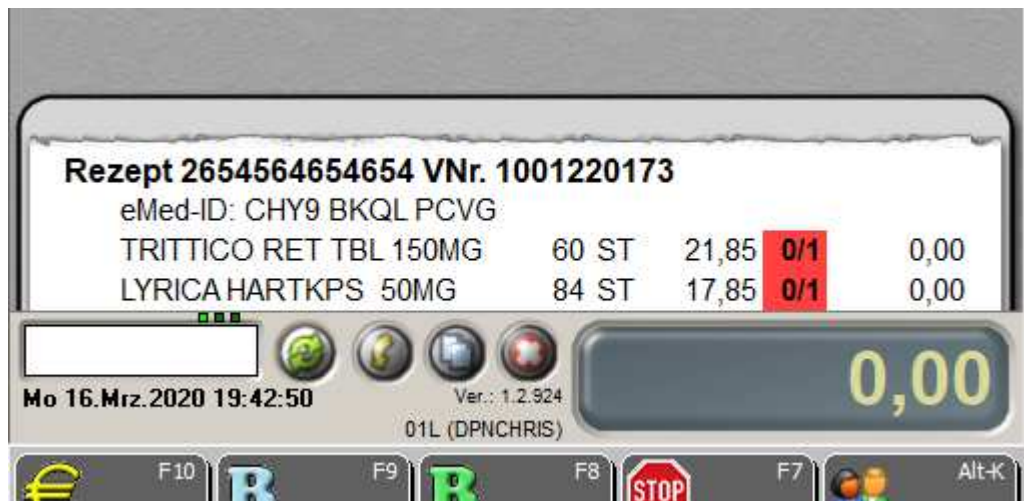 Rezept 2654564654654 VNr. 1001220173
eMed-ID: CHY9 BKQL PCVG
TRITTICO RET TBL 150MG 60 ST 21,85 0/1 0,00
LYRICA HARTKPS 50MG 84 ST 17,85 0/1 0,00
0,00
Mo 16.Mrz.2020 19:42:50 Ver.: 1.2.924
01L (DPNCHRIS)
€ F10 R F9 R F8 STOP F7 Alt-K